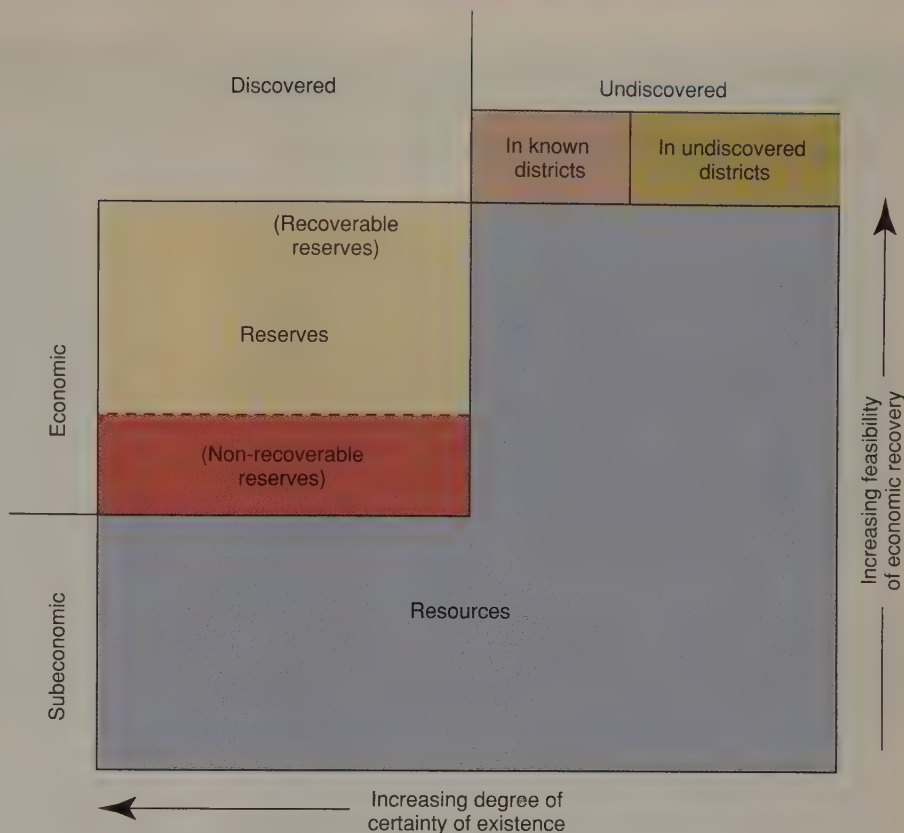 Discovered
Undiscovered
In known
districts
In undiscovered
districts
(Recoverable
reserves)
Reserves
(Non-recoverable
reserves)
Economic
Subeconomic
Resources
Increasing feasibility
of economic recovery
Increasing degree of
certainty of existence